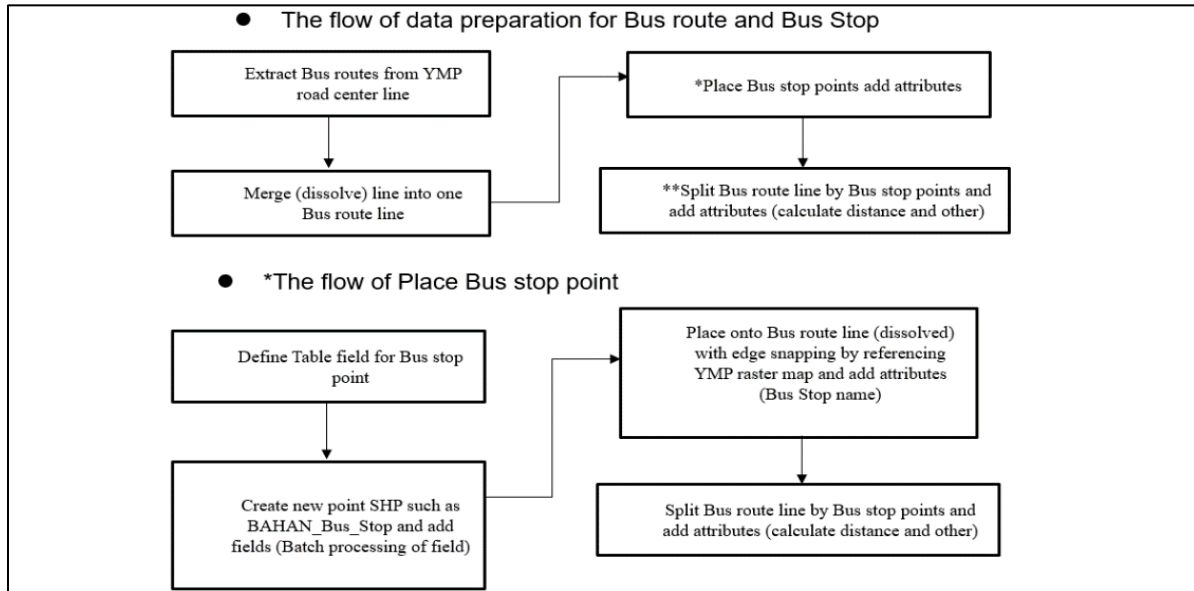 ● The flow of data preparation for Bus route and Bus Stop
Extract Bus routes from YMP
road center line
Merge (dissolve) line into one
Bus route line
*Place Bus stop points add attributes
**Split Bus route line by Bus stop points and
add attributes (calculate distance and other)
● *The flow of Place Bus stop point
Define Table field for Bus stop
point
Create new point SHP such as
BAHAN_Bus_Stop and add
fields (Batch processing of field)
Place onto Bus route line (dissolved)
with edge snapping by referencing
YMP raster map and add attributes
(Bus Stop name)
Split Bus route line by Bus stop points and
add attributes (calculate distance and other)